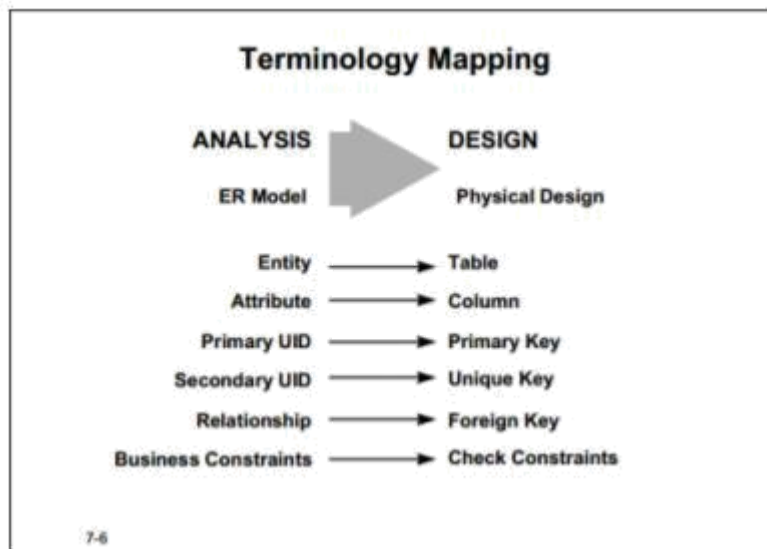 Terminology Mapping
ANALYSIS DESIGN
ER Model Physical Design
Entity Table
Attribute Column
Primary UID Primary Key
Secondary UID Unique Key
Relationship Foreign Key
Business Constraints Check Constraints
7-6